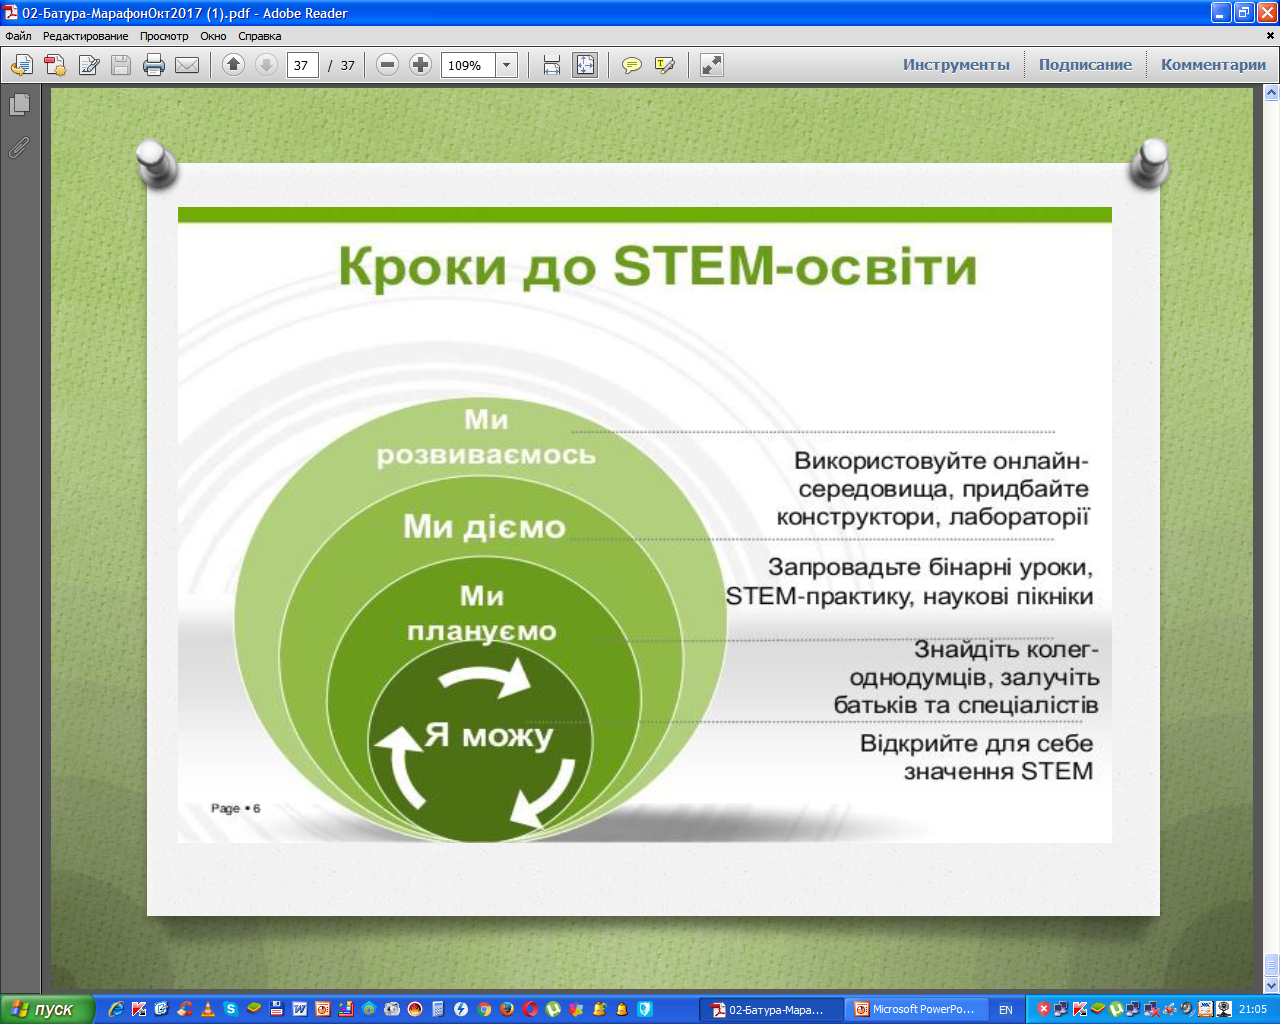 02-Батура-МарафонОкт2017 (1).pdf - Adobe Reader
Файл Редактирование Просмотр Окно Справка
37 / 37 109% Инструменты Подписание Комментарии
Кроки до STEM-освіти
Ми
розвиваємось
Використовуйте онлайн-
середовища, придбайте
конструктори, лабораторії
Ми діємо
Запровадьте бінарні уроки,
STEM-практику, наукові пікніки
Ми
плануємо
Знайдіть колег-
однодумців, залучіть
батьків та спеціалістів
Я можу
Відкрийте для себе
значення STEM
Page ▪ 6
пуск 02-Батура-Мара... Microsoft PowerPo... EN 21:05